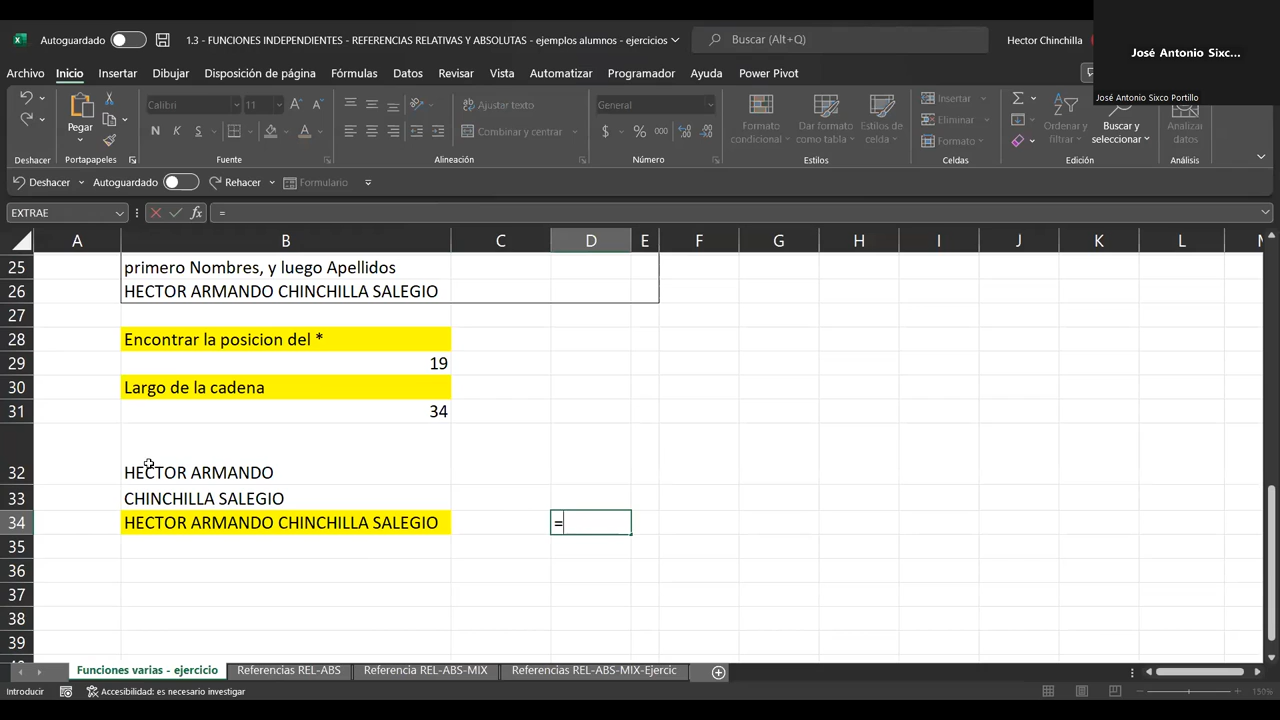 Autoguardado
1.3 - FUNCIONES INDEPENDIENTES - REFERENCIAS RELATIVAS Y ABSOLUTAS - ejemplos alumnos - ejercicios
Buscar (Alt+Q)
Hector Chinchilla
José Antonio Sixc...
José Antonio Sixco Portillo
Archivo Inicio Insertar Dibujar Disposición de página Fórmulas Datos Revisar Vista Automatizar Programador Ayuda Power Pivot
Pegar
Calibri 11
Ajustar texto
General
Insertar
N K S
Combinar y centrar
$ % 000
Eliminar
Formato
Formato condicional
Dar formato como tabla
Estilos de celda
Ordenar y filtrar
Buscar y seleccionar
Analizar datos
Deshacer Portapapeles Fuente Alineación Número Estilos Celdas Edición Análisis
Deshacer Autoguardado Rehacer Formulario
EXTRAE fx =
A B C D E F G H I J K L M
25 primero Nombres, y luego Apellidos
26 HECTOR ARMANDO CHINCHILLA SALEGIO
27
28 Encontrar la posicion del *
29 19
30 Largo de la cadena
31 34
32 HECTOR ARMANDO
33 CHINCHILLA SALEGIO
34 HECTOR ARMANDO CHINCHILLA SALEGIO =
35
36
37
38
39
Funciones varias - ejercicio Referencias REL-ABS Referencia REL-ABS-MIX Referencias REL-ABS-MIX-Ejercic
Introducir Accesibilidad: es necesario investigar 150%